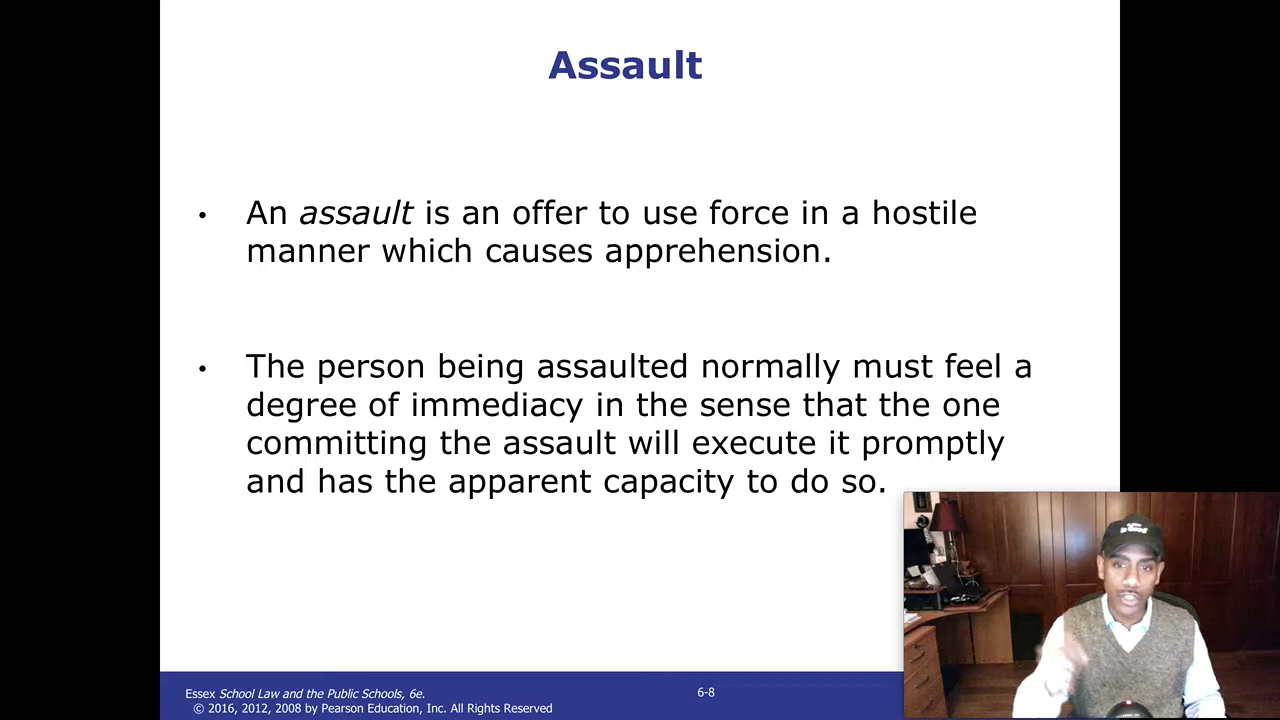 Assault
• An assault is an offer to use force in a hostile
manner which causes apprehension.
• The person being assaulted normally must feel a
degree of immediacy in the sense that the one
committing the assault will execute it promptly
and has the apparent capacity to do so.
Essex School Law and the Public Schools, 6e.
© 2016, 2012, 2008 by Pearson Education, Inc. All Rights Reserved
6-8